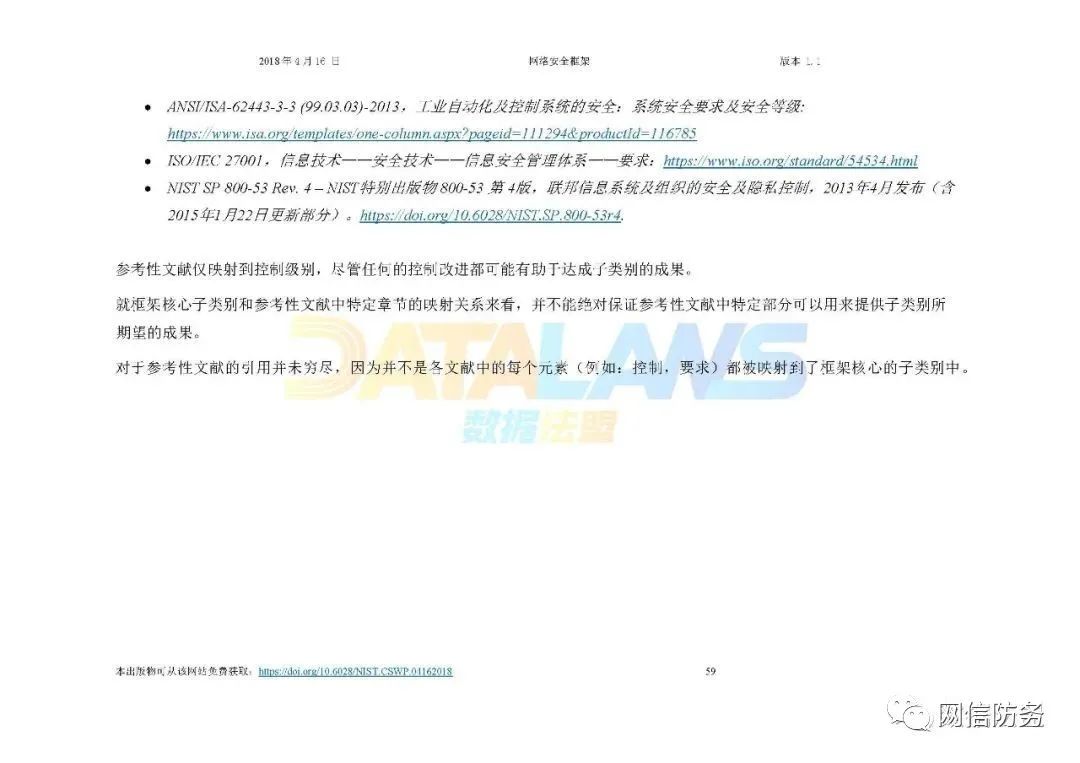 2018年4月16日 网络安全框架 版本 1.1
• ANSI/ISA-62443-3-3 (99.03.03)-2013，工业自动化及控制系统的安全：系统安全要求及安全等级:
https://www.isa.org/templates/one-column.aspx?pageid=111294&productId=116785
• ISO/IEC 27001，信息技术——安全技术——信息安全管理体系——要求：https://www.iso.org/standard/54534.html
• NIST SP 800-53 Rev. 4 – NIST特别出版物 800-53 第 4版，联邦信息系统及组织的安全及隐私控制，2013年4月发布（含
2015年1月22日更新部分）。https://doi.org/10.6028/NIST.SP.800-53r4.
参考性文献仅映射到控制级别，尽管任何的控制改进都可能有助于达成子类别的成果。
就框架核心子类别和参考性文献中特定章节的映射关系来看，并不能绝对保证参考性文献中特定部分可以用来提供子类别所
期望的成果。
对于参考性文献的引用并未穷尽，因为并不是各文献中的每个元素（例如：控制，要求）都被映射到了框架核心的子类别中。
DATALAWS
数据法盟
本出版物可从该网站免费获取：https://doi.org/10.6028/NIST.CSWP.04162018 59
网信防务